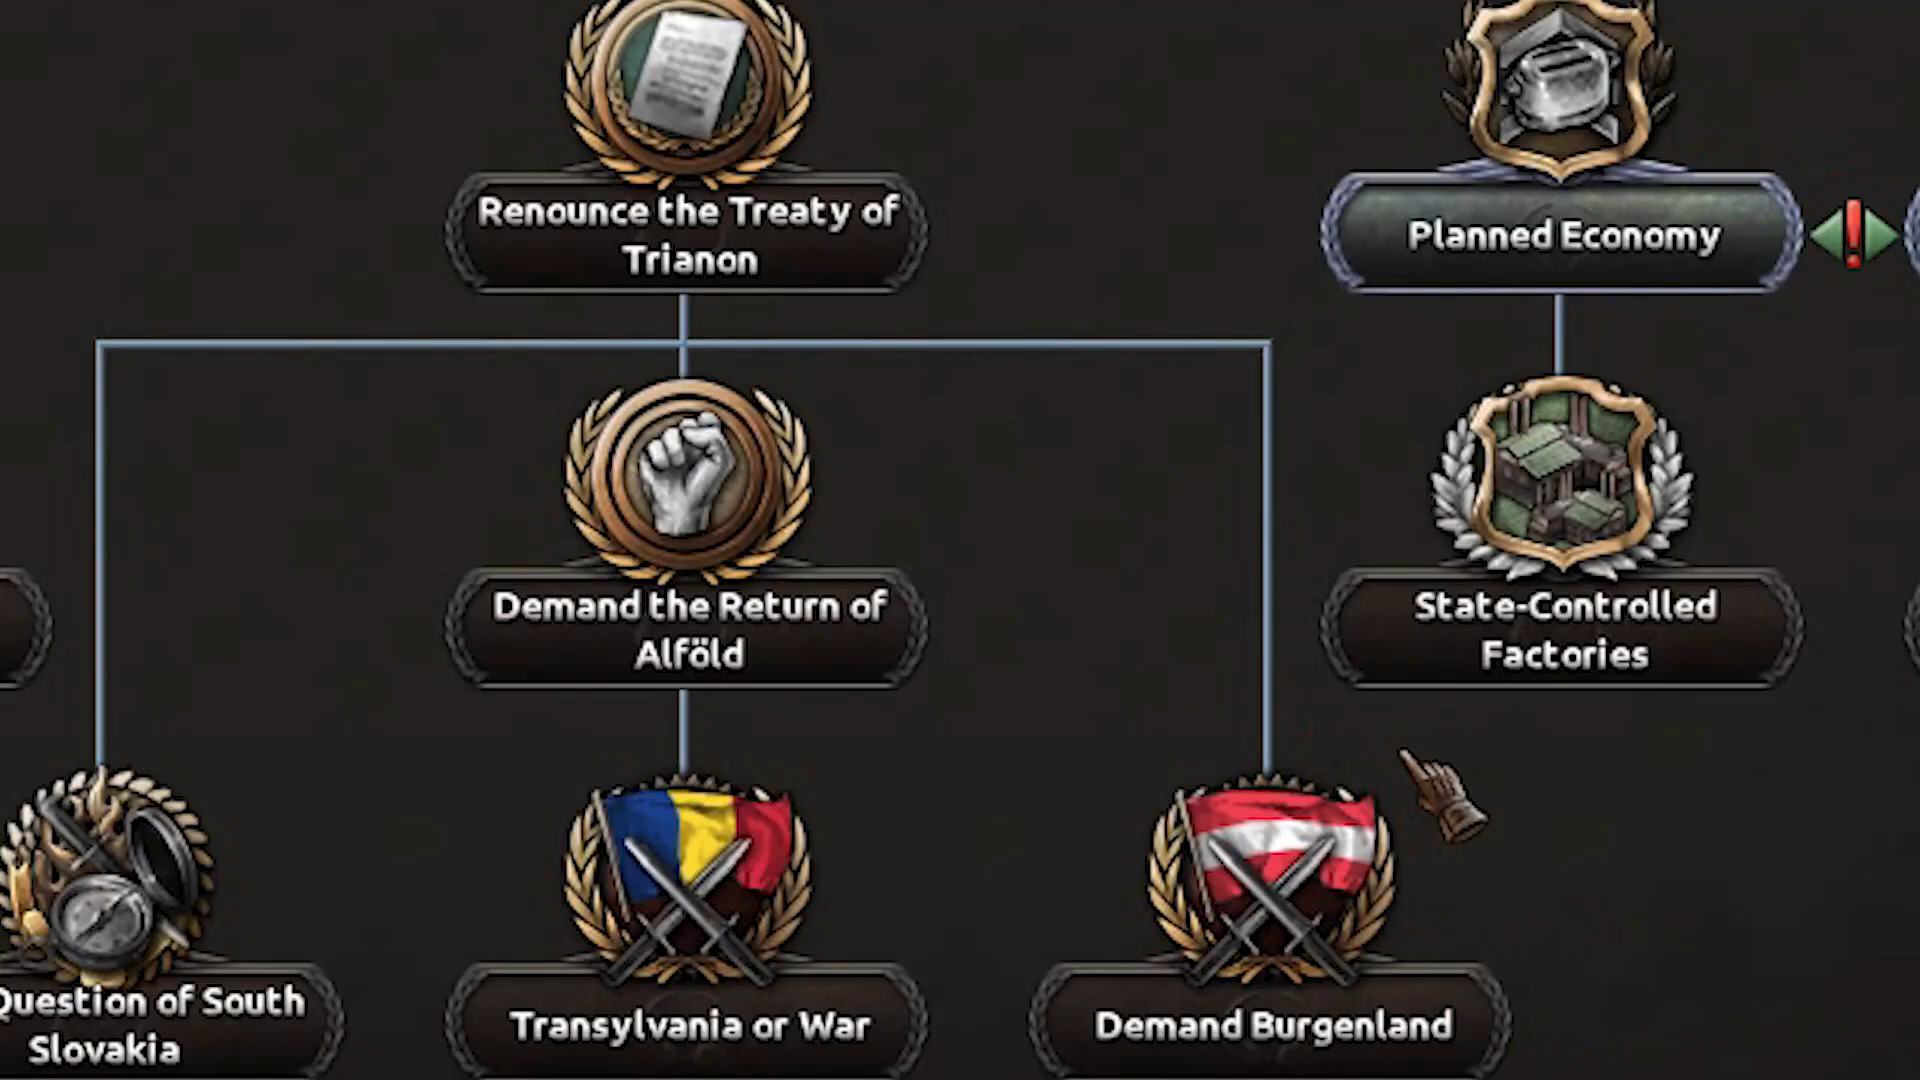 Renounce the Treaty of
Trianon
Planned Economy
Demand the Return of
Alföld
State-Controlled
Factories
Question of South
Slovakia
Transylvania or War
Demand Burgenland